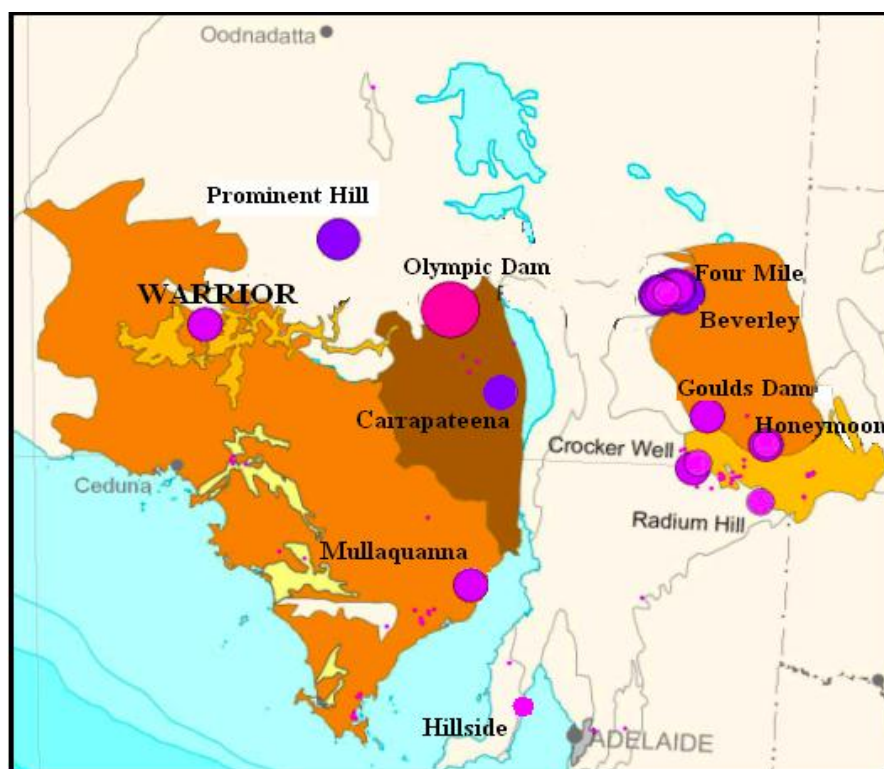 Oodnadatta
Prominent Hill
Olympic Dam
Four Mile
WARRIOR
Beverley
Goulds Dam
Carrapateena
Honeymoon
Crocker Well
Ceduna
Radium Hill
Mullaquanna
Hillside
ADELAIDE